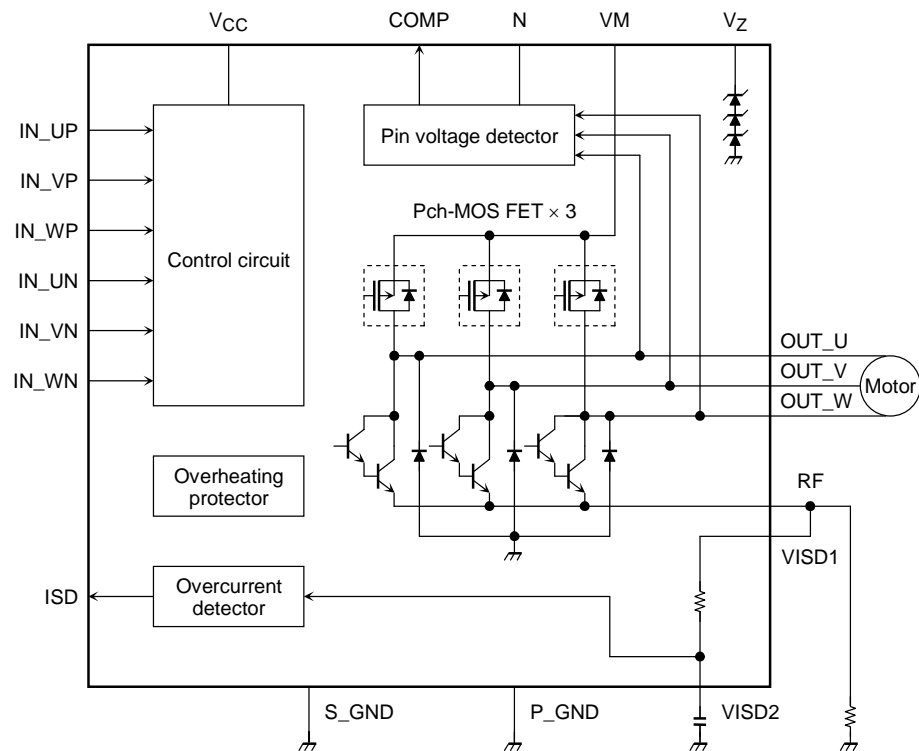 VCC
COMP
N
VM
VZ
IN_UP
IN_VP
IN_WP
IN_UN
IN_VN
IN_WN
Control circuit
Pin voltage detector
Pch-MOS FET × 3
OUT_U
OUT_V
OUT_W
Motor
Overheating
protector
RF
VISD1
ISD
Overcurrent
detector
S_GND
P_GND
VISD2